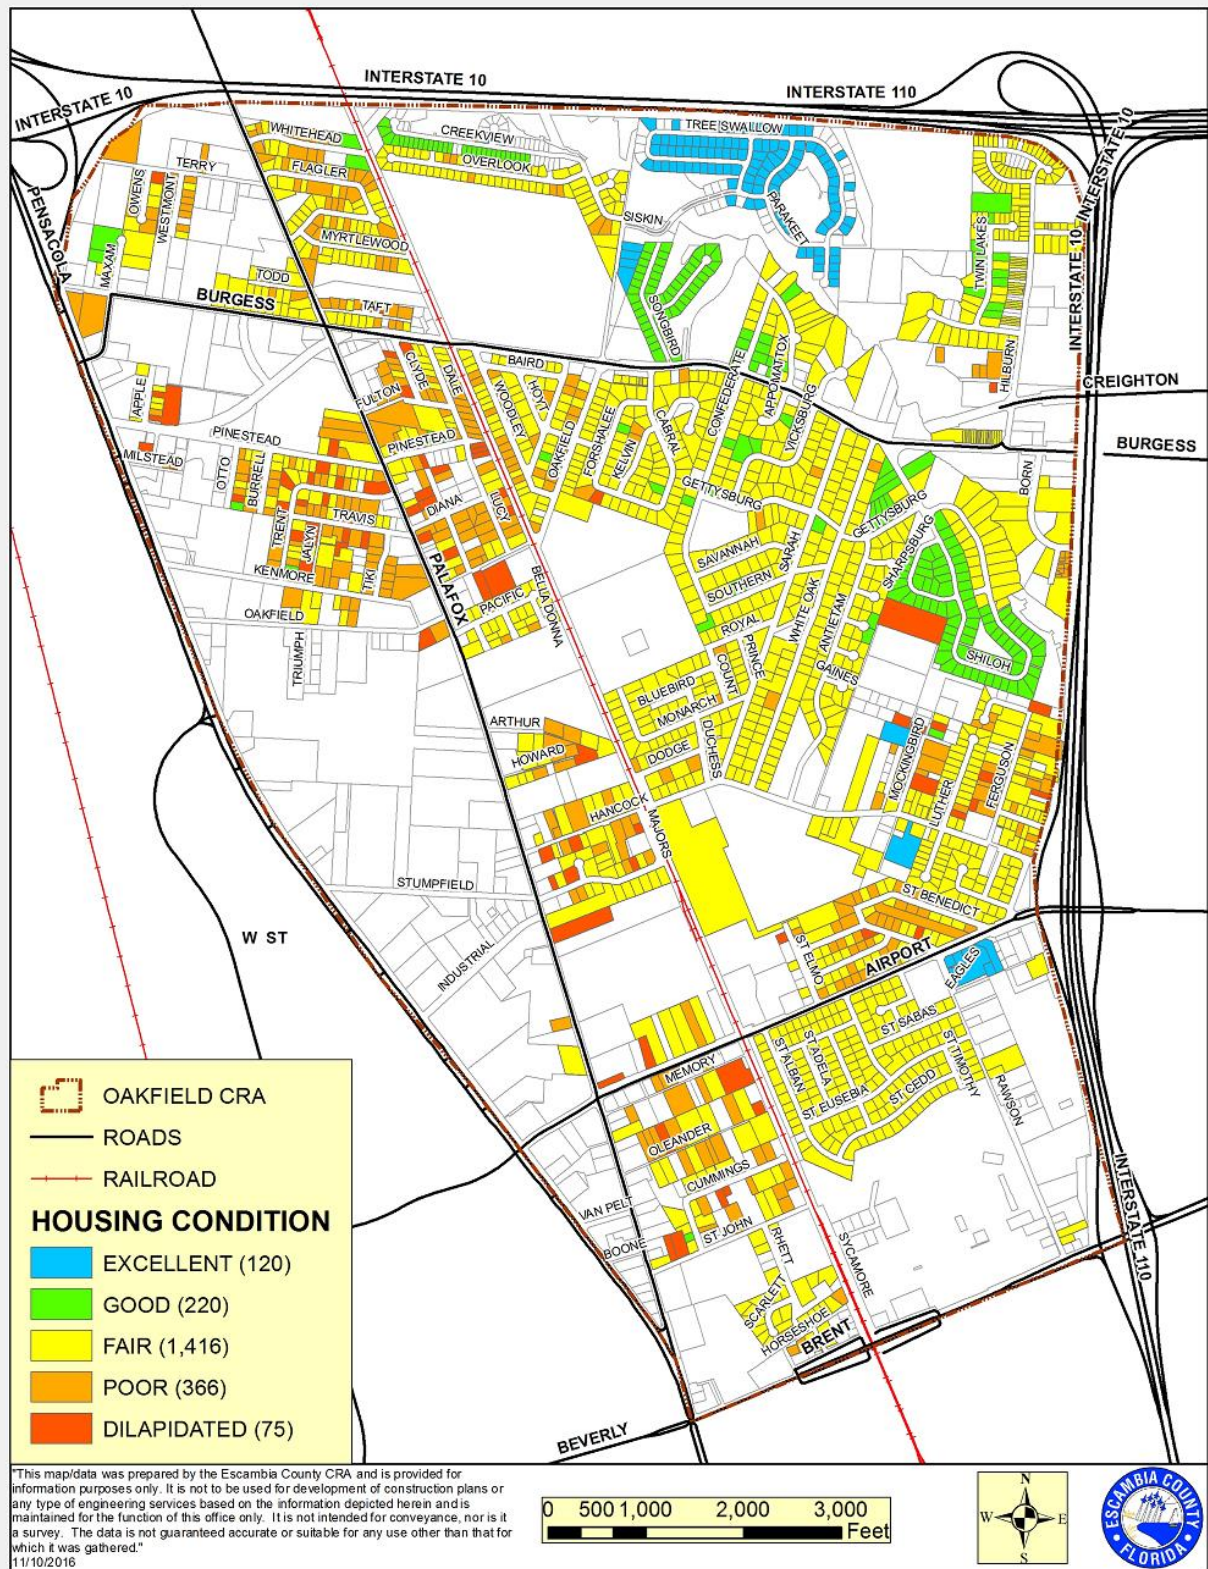 INTERSTATE 10
INTERSTATE 10
INTERSTATE 110
INTERSTATE 10
WHITEHEAD
CREEKVIEW
TREE SWALLOW
TERRY
FLAGLER
OVERLOOK
OWENS
WESTMONT
PENSACOLA
SISKIN
PARAKEET
TWIN LAKES
MYRTLEWOOD
MAXAM
TODD
BURGESS
TAFT
SONGBIRD
INTERSTATE 10
INTERSTATE 10
CLYDE
DALE
BAIRD
HOYT
WOODLEY
FULTON
CONFEDERATE
APPOMATOX
HILBURN
CREIGHTON
APPLE
PINESTEAD
PINESTEAD
OAKFIELD
FORSHALEE
KELVIN
CABRAL
VICKSBURG
BURGESS
MILSTEAD
OTTO
BURRELL
DIANA
LUCY
GETTYSBURG
GETTYSBURG
BORN
TRENT
TRAVIS
JALYN
SAVANNAH
SARAH
SHARPSBURG
KENMORE
TIKI
PALAFOX
SOUTHERN
PACIFIC
BELLA DONNA
OAKFIELD
ROYAL
WHITE OAK
ANTIETAM
TRIUMPH
PRINCE
COUNT
GAINES
SHILOH
BLUEBIRD
MONARCH
ARTHUR
HOWARD
DODGE
DUCHESS
MOCKINGBIRD
LUTHER
FERGUSON
HANCOCK
MAJORS
STUMPFIELD
ST BENEDICT
W ST
INDUSTRIAL
ST ELMO
AIRPORT
EAGLES
ST SABAS
MEMORY
ST ALBAN
ST ADELA
ST EUSEBIA
ST CEDD
ST TIMOTHY
RAWSON
OLEANDER
CUMMINGS
VAN PELT
ST JOHN
BOONE
RHETT
SYCAMORE
INTERSTATE 110
SCARLETT
HORSESHOE
BRENT
BEVERLY
OAKFIELD CRA
ROADS
RAILROAD
HOUSING CONDITION
EXCELLENT (120)
GOOD (220)
FAIR (1,416)
POOR (366)
DILAPIDATED (75)
"This map/data was prepared by the Escambia County CRA and is provided for
information purposes only. It is not to be used for development of construction plans or
any type of engineering services based on the information depicted herein and is
maintained for the function of this office only. It is not intended for conveyance, nor is it
a survey. The data is not guaranteed accurate or suitable for any use other than that for
which it was gathered."
11/10/2016
0 500 1,000 2,000 3,000
Feet
N
W E
S
ESCAMBIA COUNTY
FLORIDA